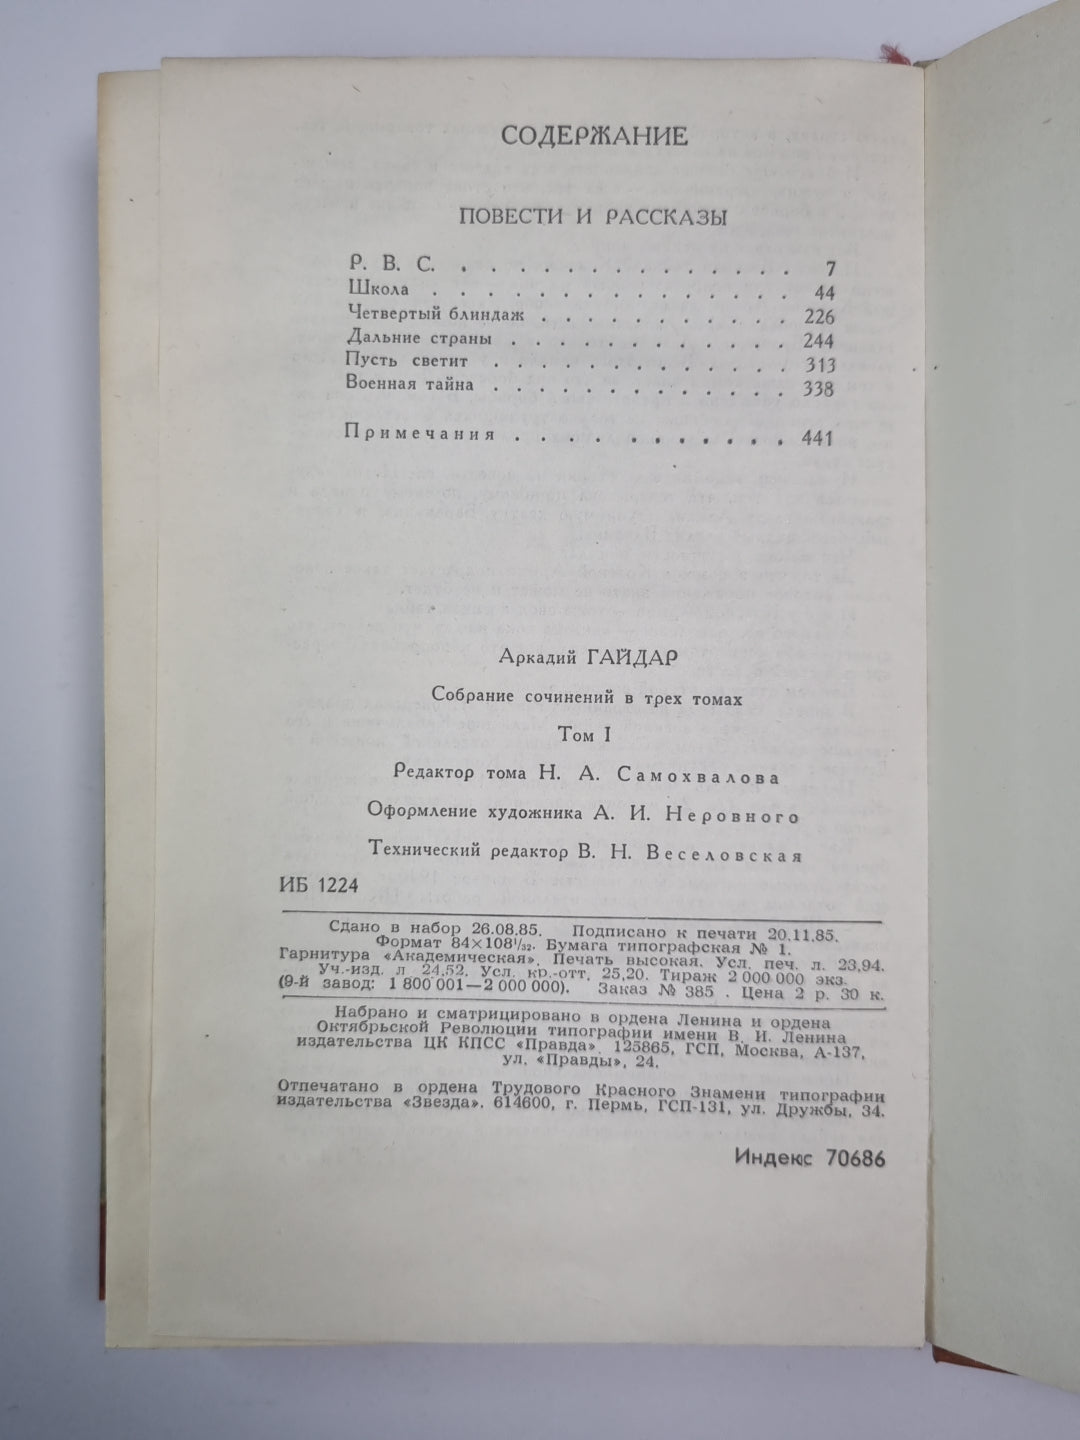 СОДЕРЖАНИЕ
ПОВЕСТИ И РАССКАЗЫ
Р. В. С. . . . . . . . . . . . . . . 7
Школа . . . . . . . . . . . . . . . 44
Четвертый блиндаж . . . . . . . . . . . 226
Дальние страны . . . . . . . . . . . . 244
Пусть светит . . . . . . . . . . . . . 313
Военная тайна . . . . . . . . . . . . . 338
Примечания . . . . . . . . . . . . 441
Аркадий ГАЙДАР
Собрание сочинений в трех томах
Том I
Редактор тома Н. А. Самохвалова
Оформление художника А. И. Неровного
Технический редактор В. Н. Веселовская
ИБ 1224
Сдано в набор 26.08.85. Подписано к печати 20.11.85.
Формат 84×108¹/₃₂. Бумага типографская № 1.
Гарнитура «Академическая». Печать высокая. Усл. печ. л. 23,94.
Уч.-изд. л 24,52. Усл. кр.-отт. 25,20. Тираж 2 000 000 экз.
(9-й завод: 1 800 001—2 000 000). Заказ № 385 . Цена 2 р. 30 к.
Набрано и сматрицировано в ордена Ленина и ордена
Октябрьской Революции типографии имени В. И. Ленина
издательства ЦК КПСС «Правда». 125865, ГСП, Москва, А-137,
ул. «Правды», 24.
Отпечатано в ордена Трудового Красного Знамени типографии
издательства «Звезда». 614600, г. Пермь, ГСП-131, ул. Дружбы, 34.
Индекс 70686